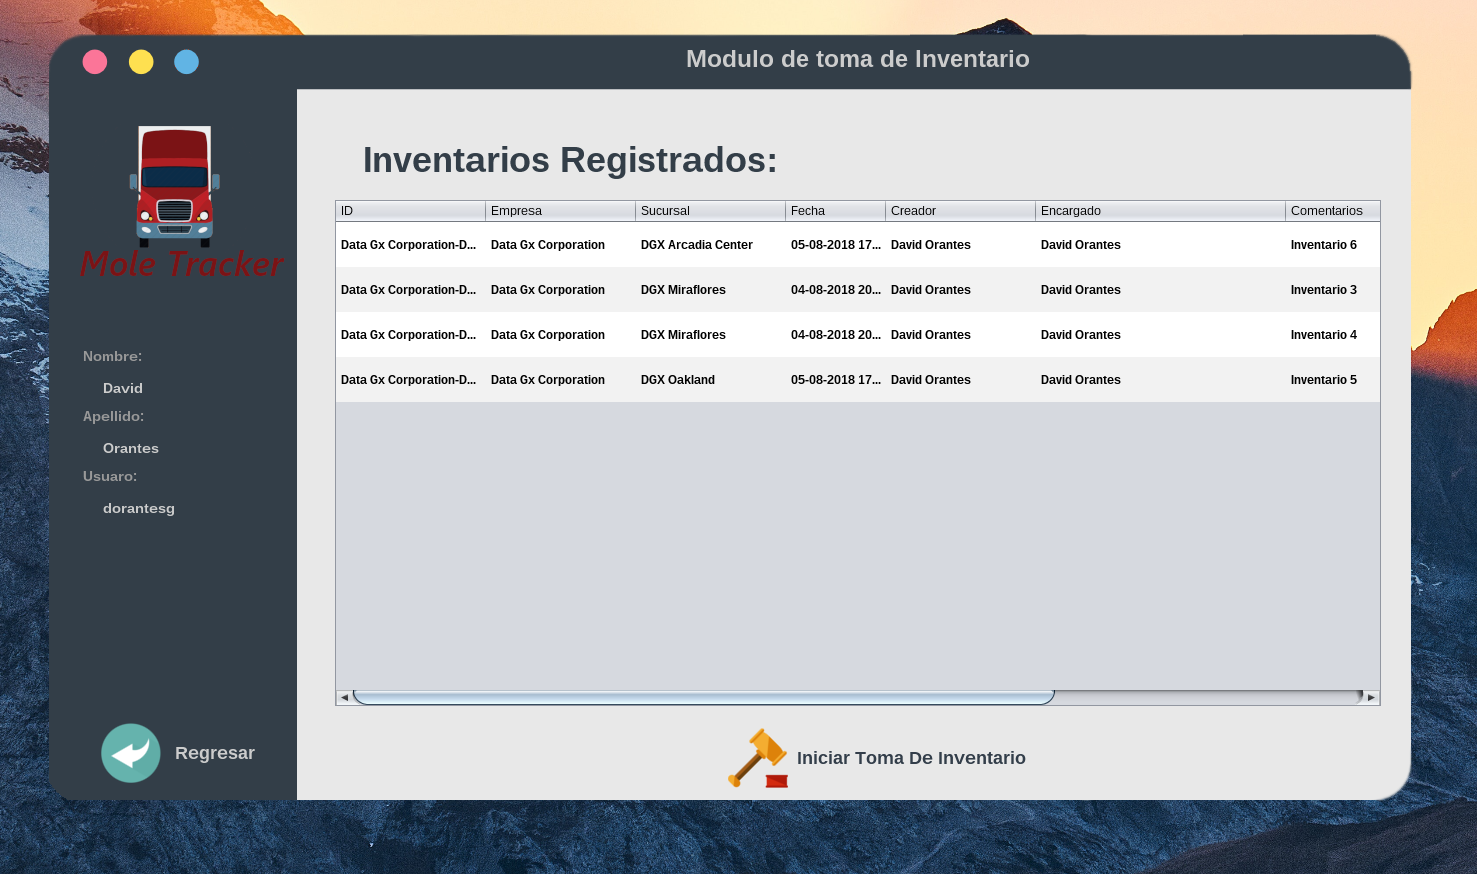 Modulo de toma de Inventario
Mole Tracker
Nombre:
David
Apellido:
Orantes
Usuaro:
dorantesg
Regresar
Inventarios Registrados:
ID Empresa Sucursal Fecha Creador Encargado Comentarios
Data Gx Corporation-D... Data Gx Corporation DGX Arcadia Center 05-08-2018 17... David Orantes David Orantes Inventario 6
Data Gx Corporation-D... Data Gx Corporation DGX Miraflores 04-08-2018 20... David Orantes David Orantes Inventario 3
Data Gx Corporation-D... Data Gx Corporation DGX Miraflores 04-08-2018 20... David Orantes David Orantes Inventario 4
Data Gx Corporation-D... Data Gx Corporation DGX Oakland 05-08-2018 17... David Orantes David Orantes Inventario 5
Iniciar Toma De Inventario